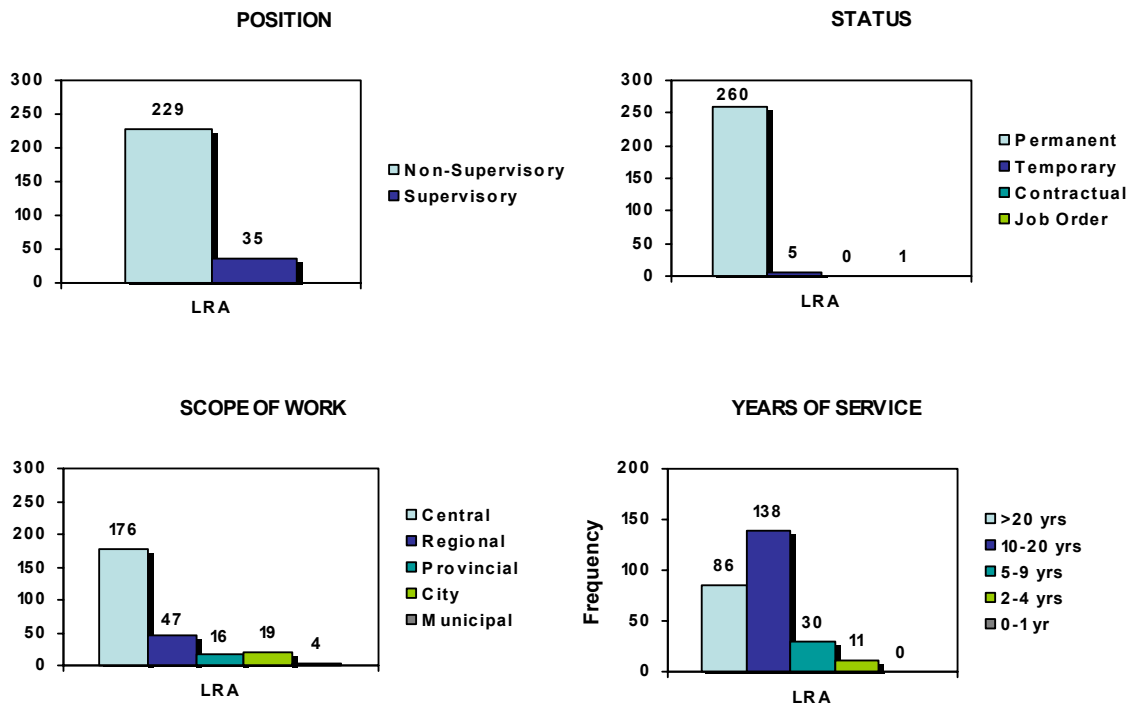 POSITION
300
250
200
150
100
50
0
229
35
LRA
Non-Supervisory
Supervisory
STATUS
300
250
200
150
100
50
0
260
5
0
1
LRA
Permanent
Temporary
Contractual
Job Order
SCOPE OF WORK
300
250
200
150
100
50
0
176
47
16
19
4
LRA
Central
Regional
Provincial
City
Municipal
YEARS OF SERVICE
Frequency
200
150
100
50
0
86
138
30
11
0
LRA
>20 yrs
10-20 yrs
5-9 yrs
2-4 yrs
0-1 yr